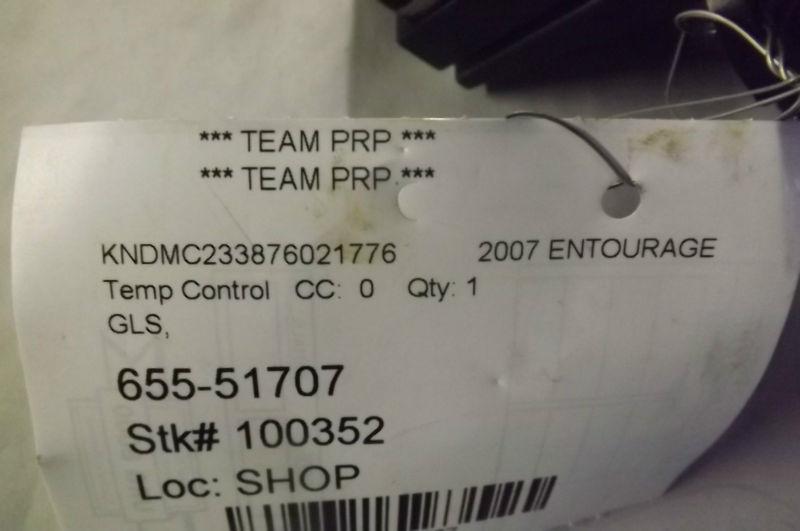 *** TEAM PRP ***
*** TEAM PRP ***
KNDMC233876021776 2007 ENTOURAGE
Temp Control CC: 0 Qty: 1
GLS,
655-51707
Stk# 100352
Loc: SHOP